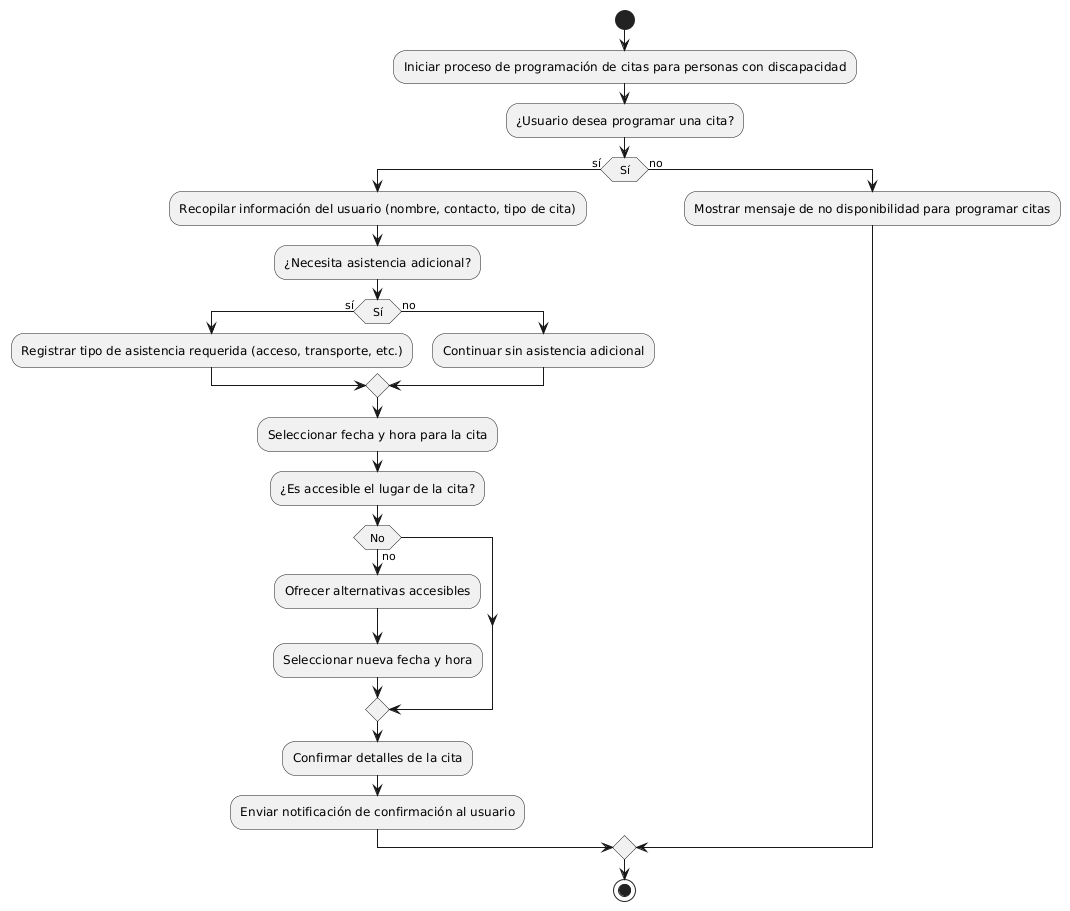 Iniciar proceso de programación de citas para personas con discapacidad
¿Usuario desea programar una cita?
sí
Sí
no
Recopilar información del usuario (nombre, contacto, tipo de cita)
Mostrar mensaje de no disponibilidad para programar citas
¿Necesita asistencia adicional?
sí
Sí
no
Registrar tipo de asistencia requerida (acceso, transporte, etc.)
Continuar sin asistencia adicional
Seleccionar fecha y hora para la cita
¿Es accesible el lugar de la cita?
No
no
Ofrecer alternativas accesibles
Seleccionar nueva fecha y hora
Confirmar detalles de la cita
Enviar notificación de confirmación al usuario